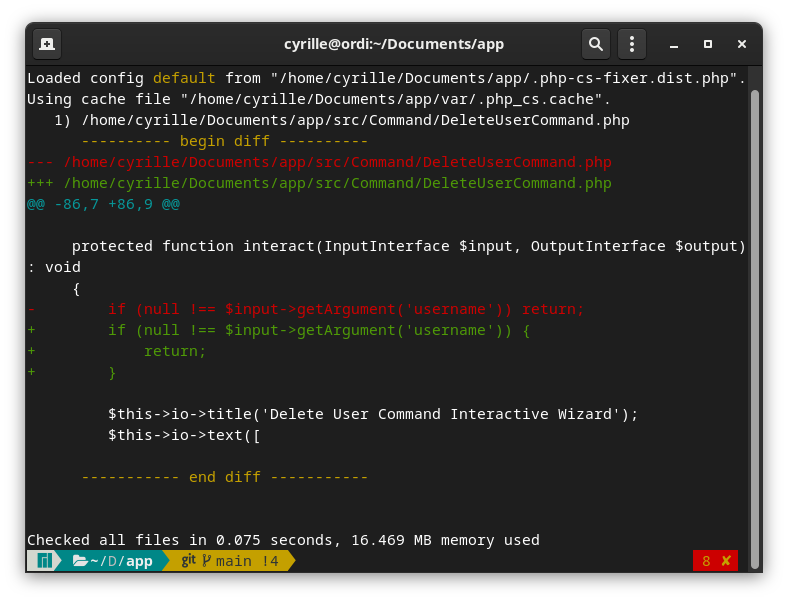 cyrille@ordi:~/Documents/app
Loaded config default from "/home/cyrille/Documents/app/.php-cs-fixer.dist.php".
Using cache file "/home/cyrille/Documents/app/var/.php_cs.cache".
   1) /home/cyrille/Documents/app/src/Command/DeleteUserCommand.php
      ---------- begin diff ----------
--- /home/cyrille/Documents/app/src/Command/DeleteUserCommand.php
+++ /home/cyrille/Documents/app/src/Command/DeleteUserCommand.php
@@ -86,7 +86,9 @@
     protected function interact(InputInterface $input, OutputInterface $output)
: void
     {
-        if (null !== $input->getArgument('username')) return;
+        if (null !== $input->getArgument('username')) {
+            return;
+        }
         $this->io->title('Delete User Command Interactive Wizard');
         $this->io->text([
      ----------- end diff -----------
Checked all files in 0.075 seconds, 16.469 MB memory used
~/D/app git main !4 8 ✘